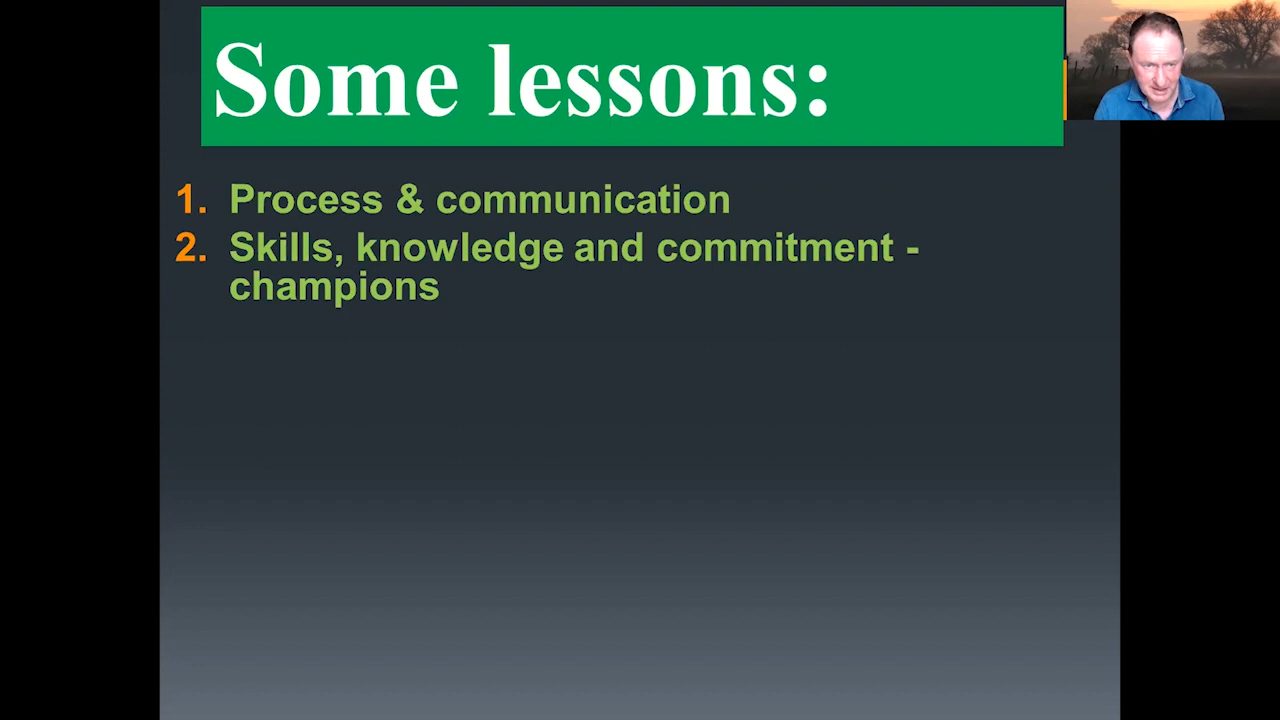 Some lessons:
1. Process & communication
2. Skills, knowledge and commitment -
champions